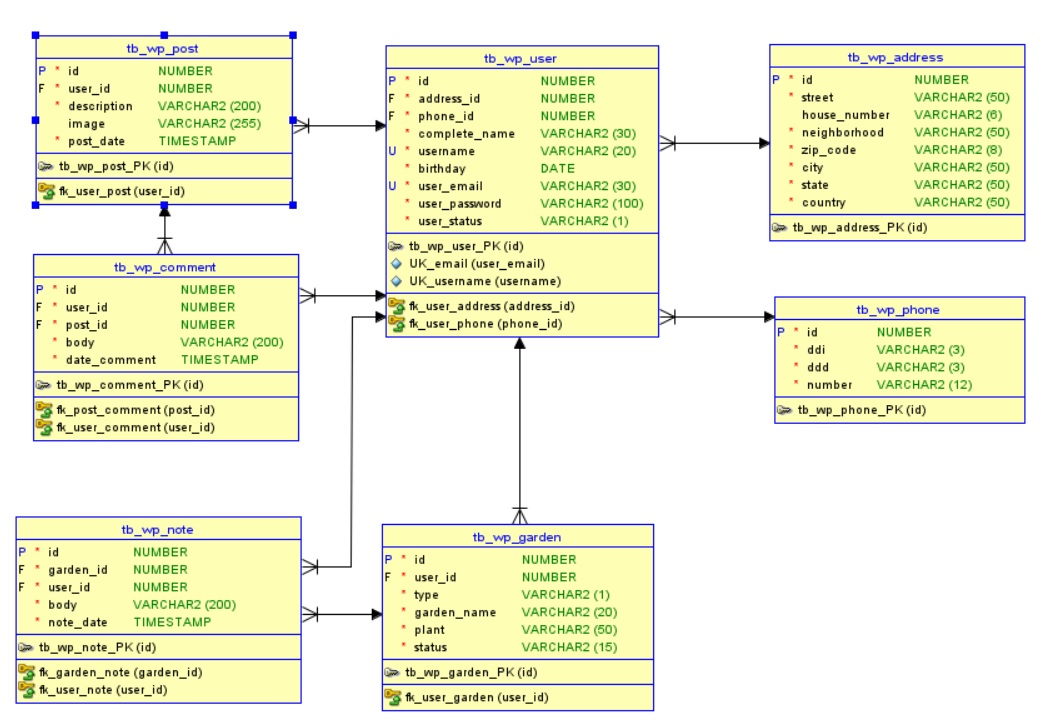 tb_wp_post
P * id NUMBER
F * user_id NUMBER
* description VARCHAR2 (200)
image VARCHAR2 (255)
* post_date TIMESTAMP
tb_wp_post_PK (id)
fk_user_post (user_id)
tb_wp_user
P * id NUMBER
F * address_id NUMBER
F * phone_id NUMBER
* complete_name VARCHAR2 (30)
U * username VARCHAR2 (20)
* birthday DATE
U * user_email VARCHAR2 (30)
* user_password VARCHAR2 (100)
* user_status VARCHAR2 (1)
tb_wp_user_PK (id)
UK_email (user_email)
UK_username (username)
fk_user_address (address_id)
fk_user_phone (phone_id)
tb_wp_address
P * id NUMBER
* street VARCHAR2 (50)
house_number VARCHAR2 (6)
* neighborhood VARCHAR2 (50)
* zip_code VARCHAR2 (8)
* city VARCHAR2 (50)
* state VARCHAR2 (50)
* country VARCHAR2 (50)
tb_wp_address_PK (id)
tb_wp_comment
P * id NUMBER
F * user_id NUMBER
F * post_id NUMBER
* body VARCHAR2 (200)
* date_comment TIMESTAMP
tb_wp_comment_PK (id)
fk_post_comment (post_id)
fk_user_comment (user_id)
tb_wp_phone
P * id NUMBER
* ddi VARCHAR2 (3)
* ddd VARCHAR2 (3)
* number VARCHAR2 (12)
tb_wp_phone_PK (id)
tb_wp_note
P * id NUMBER
F * garden_id NUMBER
F * user_id NUMBER
* body VARCHAR2 (200)
* note_date TIMESTAMP
tb_wp_note_PK (id)
fk_garden_note (garden_id)
fk_user_note (user_id)
tb_wp_garden
P * id NUMBER
F * user_id NUMBER
* type VARCHAR2 (1)
* garden_name VARCHAR2 (20)
* plant VARCHAR2 (50)
* status VARCHAR2 (15)
tb_wp_garden_PK (id)
fk_user_garden (user_id)